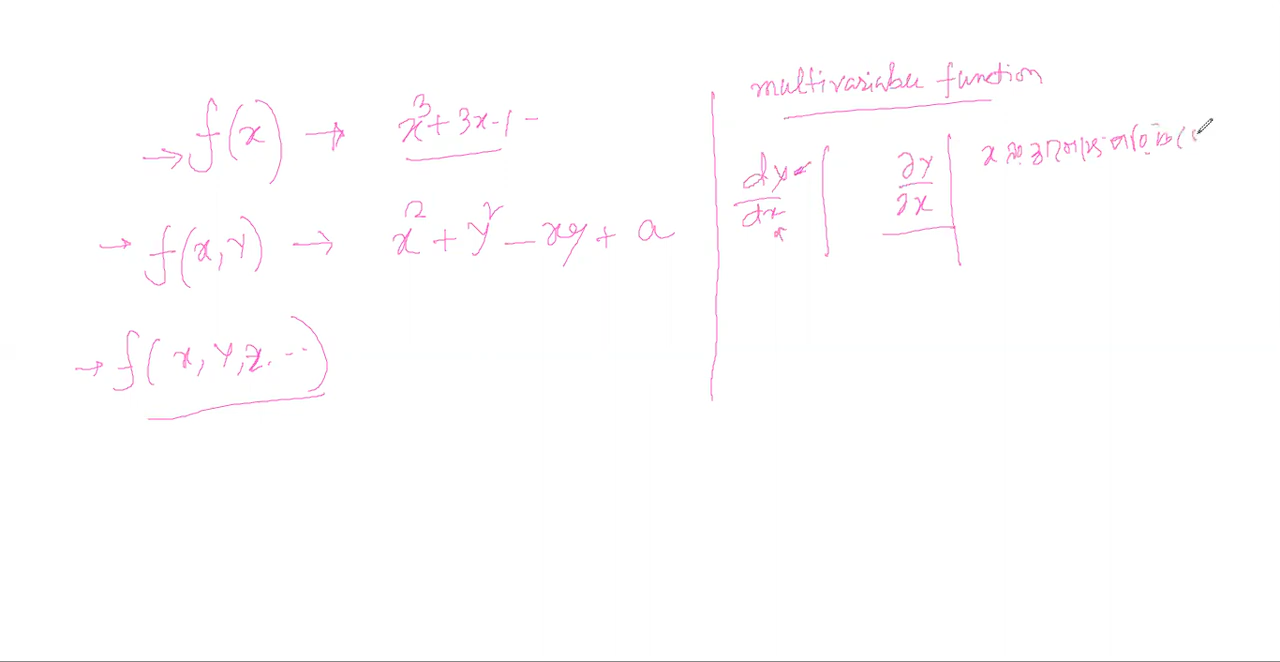 → f(x) → x³ + 3x - 1 -
→ f(x, y) → x² + y² - xy + a
→ f(x, y, z, ...)
multivariable function
dy/dx
∂y/∂x
x